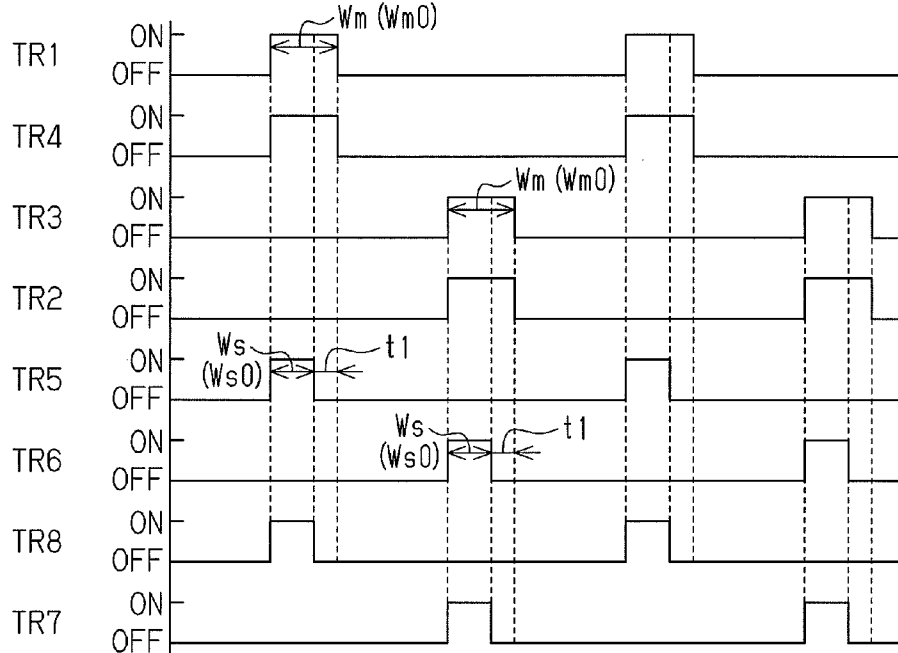 Wm (Wm0)
TR1 ON
OFF
TR4 ON
OFF
Wm (Wm0)
TR3 ON
OFF
TR2 ON
OFF
TR5 ON
OFF
Ws
(Ws0)
t1
TR6 ON
OFF
Ws
(Ws0)
t1
TR8 ON
OFF
TR7 ON
OFF